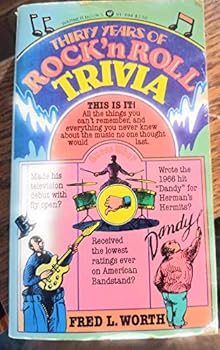 WARNER BOOKS
THIRTY YEARS OF
ROCK'n ROLL
TRIVIA
THIS IS IT!
All the things you
can't remember, and
everything you never knew
about the music no one thought
would last.
Made his
television
debut with
fly open?
Wrote the
1966 hit
"Dandy" for
Herman's
Hermits?
Dandy
Received
the lowest
ratings ever
on American
Bandstand?
FRED L. WORTH